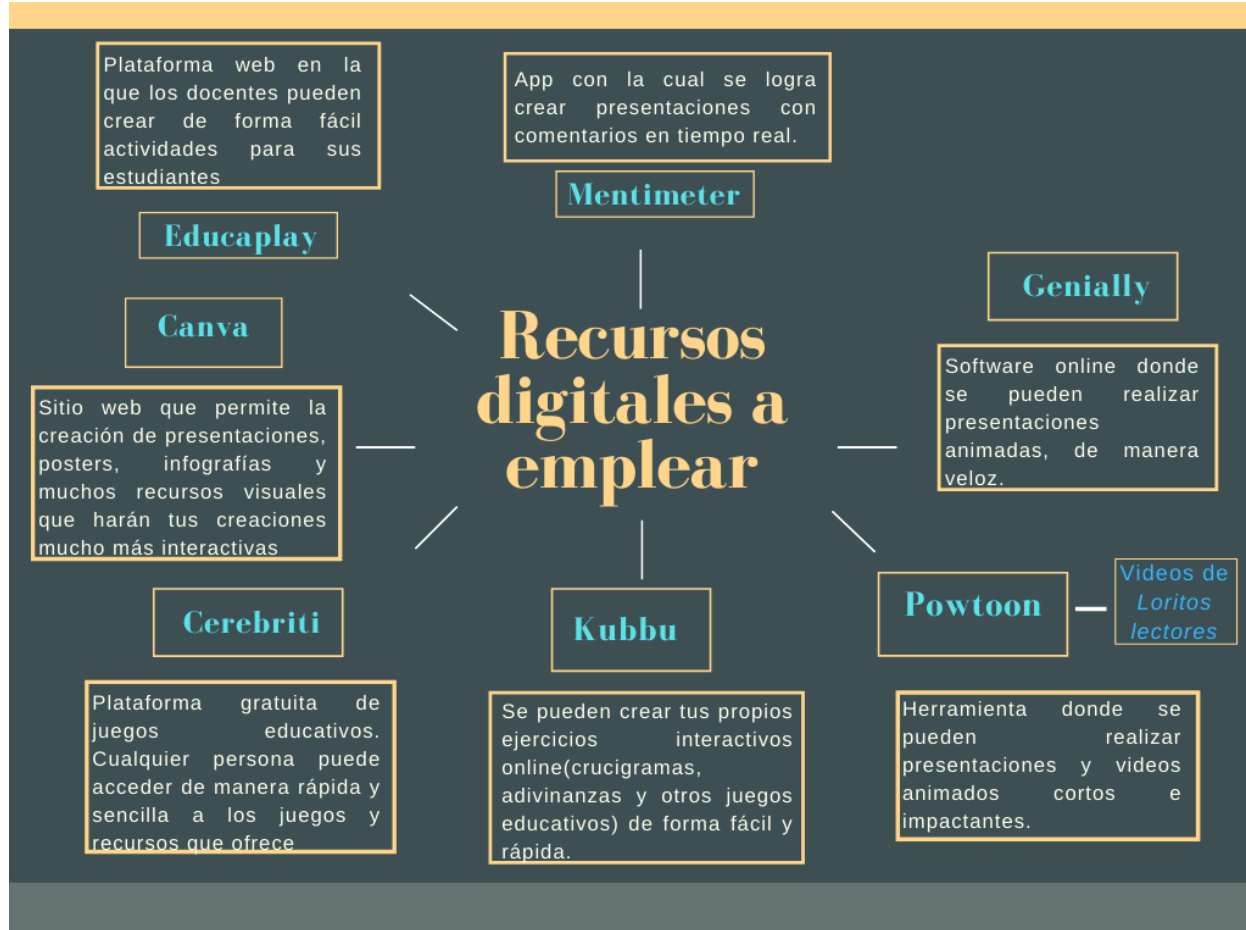 Plataforma web en la
que los docentes pueden
crear de forma fácil
actividades para sus
estudiantes
Educaplay
App con la cual se logra
crear presentaciones con
comentarios en tiempo real.
Mentimeter
Genially
Software online donde
se pueden realizar
presentaciones
animadas, de manera
veloz.
Canva
Sitio web que permite la
creación de presentaciones,
posters, infografías y
muchos recursos visuales
que harán tus creaciones
mucho más interactivas
Recursos
digitales a
emplear
Cerebriti
Plataforma gratuita de
juegos educativos.
Cualquier persona puede
acceder de manera rápida y
sencilla a los juegos y
recursos que ofrece
Kubbu
Se pueden crear tus propios
ejercicios interactivos
online(crucigramas,
adivinanzas y otros juegos
educativos) de forma fácil y
rápida.
Powtoon
Videos de
Loritos
lectores
Herramienta donde se
pueden realizar
presentaciones y videos
animados cortos e
impactantes.